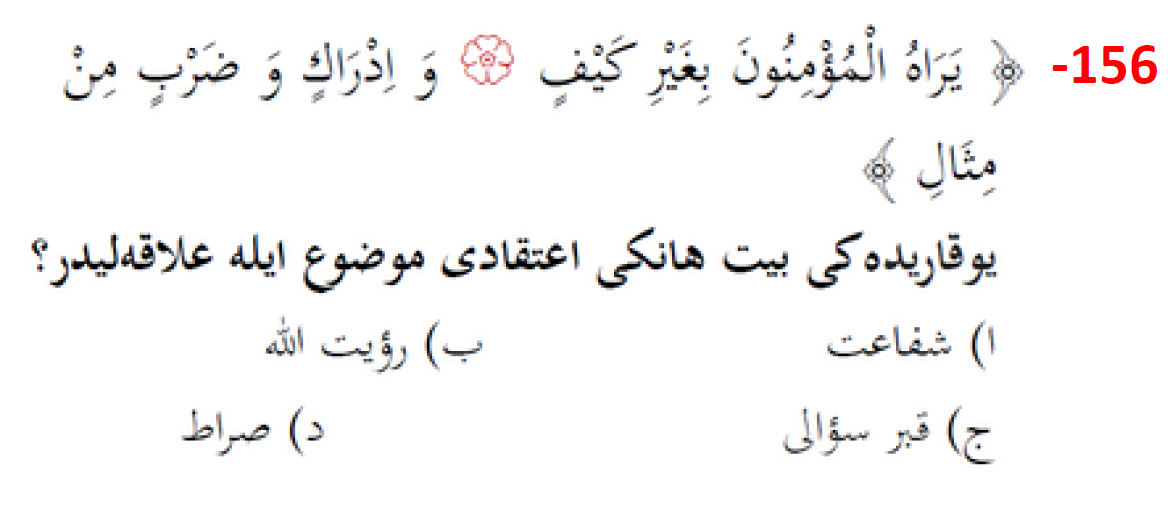 156- ﴿ يَرَاهُ الْمُؤْمِنُونَ بِغَيْرِ كَيْفٍ ۞ وَ اِدْرَاكٍ وَ ضَرْبٍ مِنْ
مِثَالِ ﴾
يوقاريده‌كى بيت هانكى اعتقادى موضوع ايله علاقه‌ليدر؟
ا) شفاعت ب) رؤيت الله
ج) قبر سؤالى د) صراط